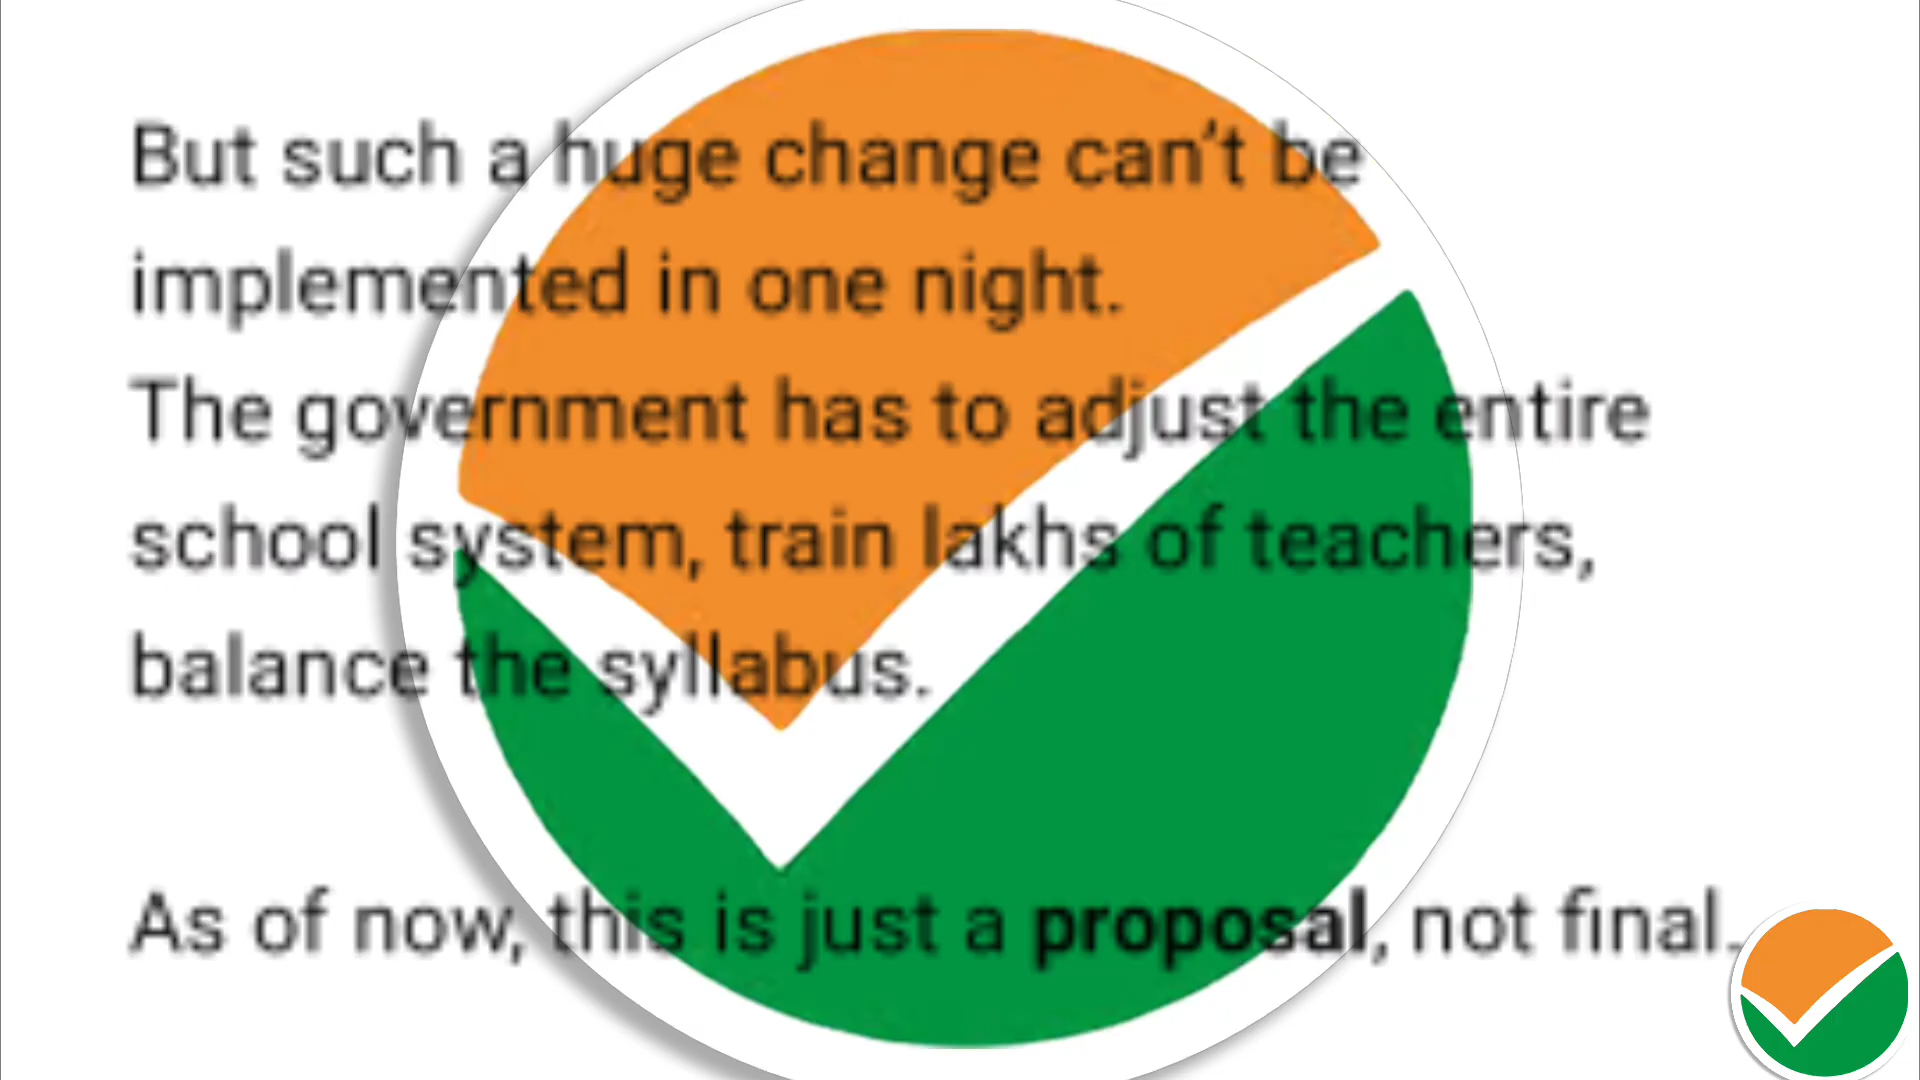 But such a huge change can’t be
implemented in one night.
The government has to adjust the entire
school system, train lakhs of teachers,
balance the syllabus.
As of now, this is just a proposal, not final.